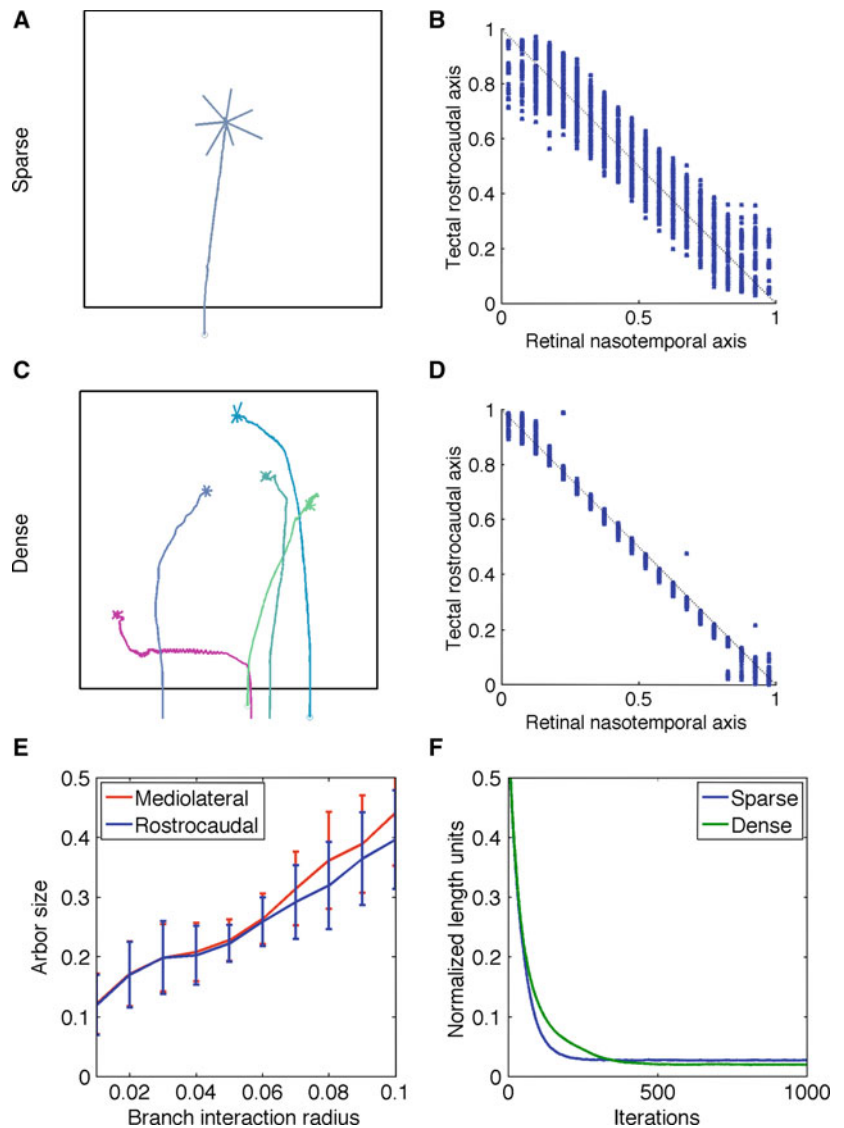 A
Sparse
B
Tectal rostrocaudal axis
1
0.8
0.6
0.4
0.2
0
0
0.5
1
Retinal nasotemporal axis
C
Dense
D
Tectal rostrocaudal axis
1
0.8
0.6
0.4
0.2
0
0
0.5
1
Retinal nasotemporal axis
E
Arbor size
0.5
0.4
0.3
0.2
0.1
0
Mediolateral
Rostrocaudal
0.02
0.04
0.06
0.08
0.1
Branch interaction radius
F
Normalized length units
0.5
0.4
0.3
0.2
0.1
0
Sparse
Dense
0
500
1000
Iterations